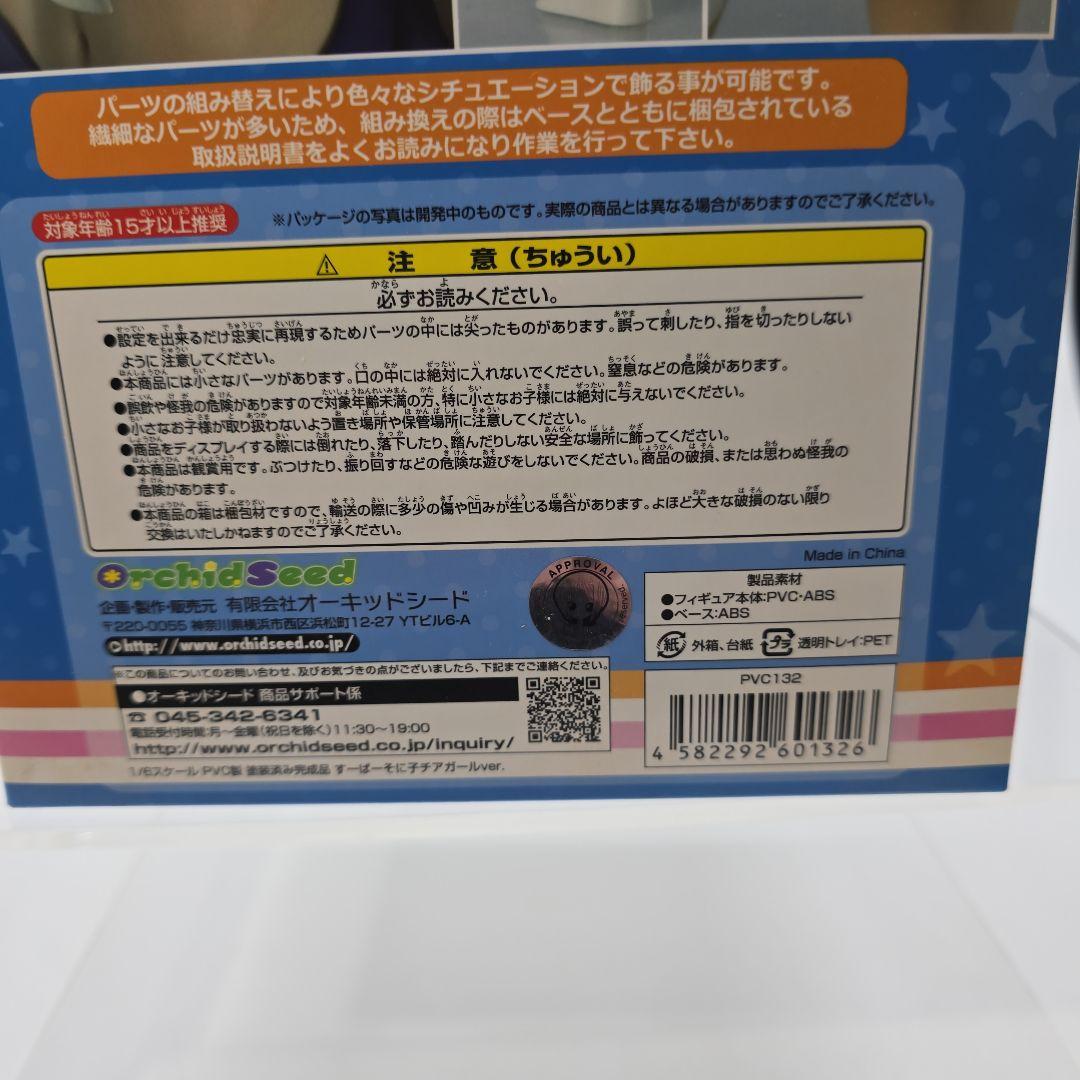 パーツの組み替えにより色々なシチュエーションで飾る事が可能です。
繊細なパーツが多いため、組み換えの際はベースとともに梱包されている
取扱説明書をよくお読みになり作業を行って下さい。
対象年齢15才以上推奨
※パッケージの写真は開発中のものです。実際の商品とは異なる場合がありますのでご了承ください。
注 意(ちゅうい)
必ずお読みください。
●設定を出来るだけ忠実に再現するためパーツの中には尖ったものがあります。誤って刺したり、指を切ったりしない
ように注意してください。
●本商品には小さなパーツがあります。口の中には絶対に入れないでください。窒息などの危険があります。
●誤飲や怪我の危険がありますので対象年齢未満の方、特に小さなお子様には絶対に与えないでください。
●小さなお子様が取り扱わないよう置き場所や保管場所に注意してください。
●商品をディスプレイする際には倒れたり、落下したり、踏んだりしない安全な場所に飾ってください。
●本商品は観賞用です。ぶつけたり、振り回すなどの危険な遊びをしないでください。商品の破損、または思わぬ怪我の
危険があります。
●本商品の箱は梱包材ですので、輸送の際に多少の傷や凹みが生じる場合があります。よほど大きな破損のない限り
交換はいたしかねますのでご了承ください。
Made in China
OrchidSeed
企画・製作・販売元 有限会社オーキッドシード
〒220-0055 神奈川県横浜市西区浜松町12-27 YTビル6-A
http://www.orchidseed.co.jp/
APPROVAL
製品素材
●フィギュア本体:PVC・ABS
●ベース:ABS
紙 外箱、台紙 プラ 透明トレイ:PET
※この商品についてのお問い合わせ、及びお気づきの点がございましたら、下記までご連絡ください。
●オーキッドシード 商品サポート係
☎ 045-342-6341
電話受付時間:月〜金曜(祝日を除く)11:30〜19:00
http://www.orchidseed.co.jp/inquiry/
1/6スケール PVC製 塗装済み完成品 すーぱーそに子チアガールver.
PVC132
4 582292 601326